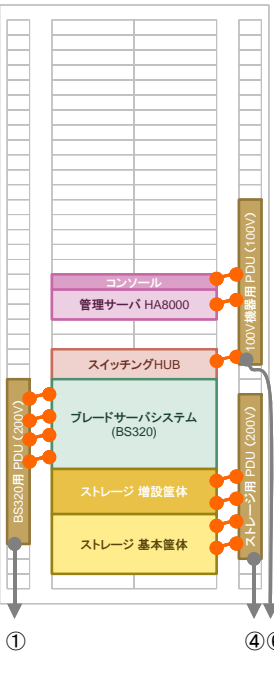 コンソール
管理サーバ HA8000
スイッチングHUB
ブレードサーバシステム
(BS320)
ストレージ 増設筐体
ストレージ 基本筐体
100V機器用 PDU (100V)
BS320用 PDU (200V)
ストレージ用 PDU (200V)
① ④